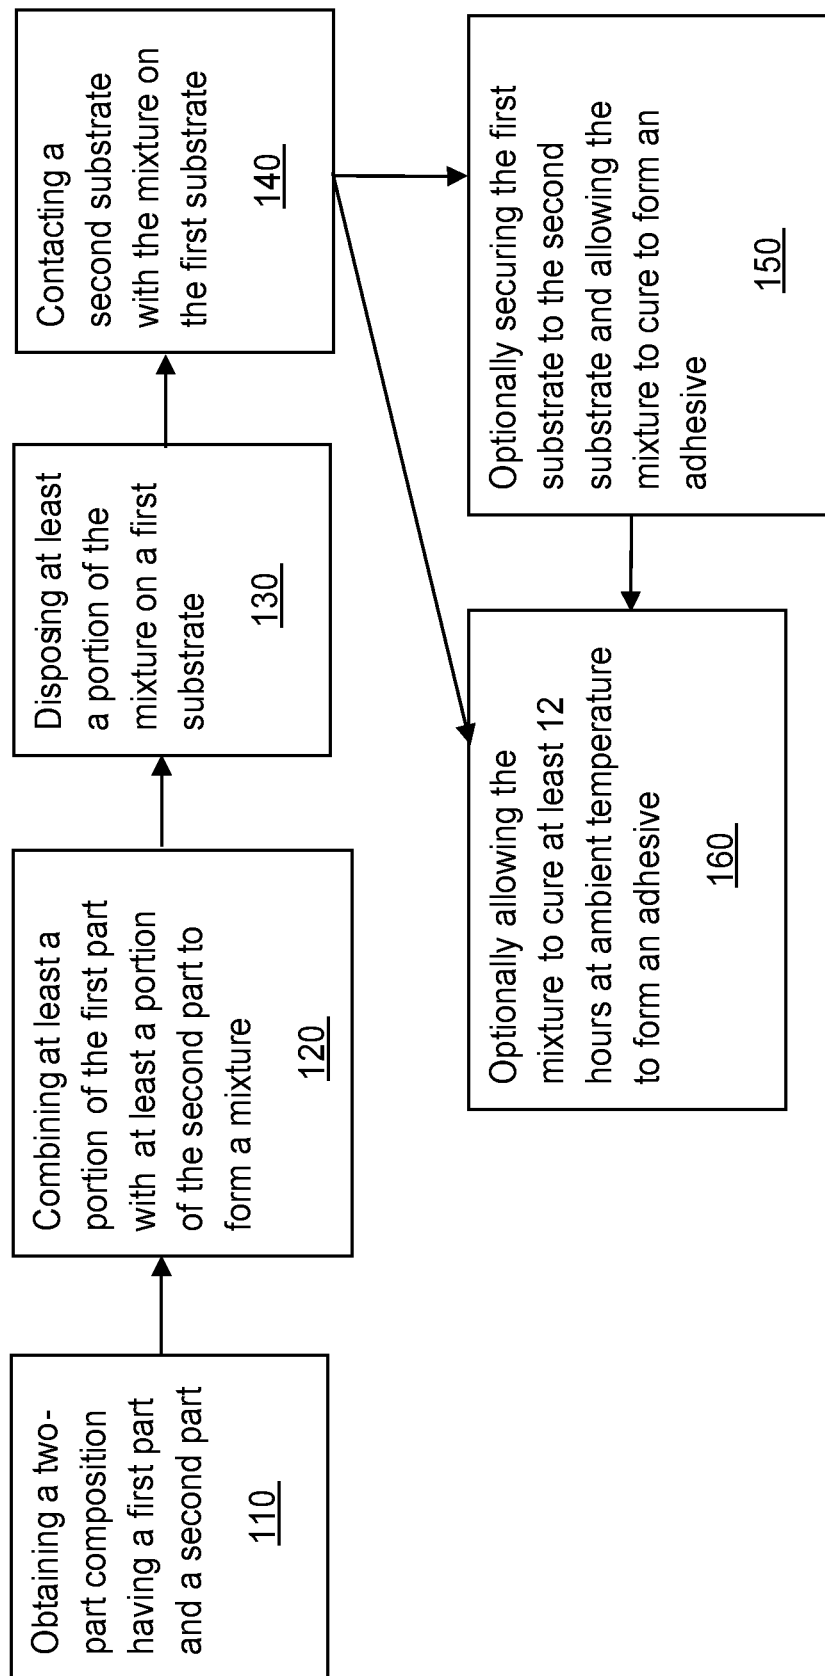 Obtaining a two-
part composition
having a first part
and a second part
110
Combining at least a
portion of the first part
with at least a portion
of the second part to
form a mixture
120
Disposing at least
a portion of the
mixture on a first
substrate
130
Contacting a
second substrate
with the mixture on
the first substrate
140
Optionally securing the first
substrate to the second
substrate and allowing the
mixture to cure to form an
adhesive
150
Optionally allowing the
mixture to cure at least 12
hours at ambient temperature
to form an adhesive
160